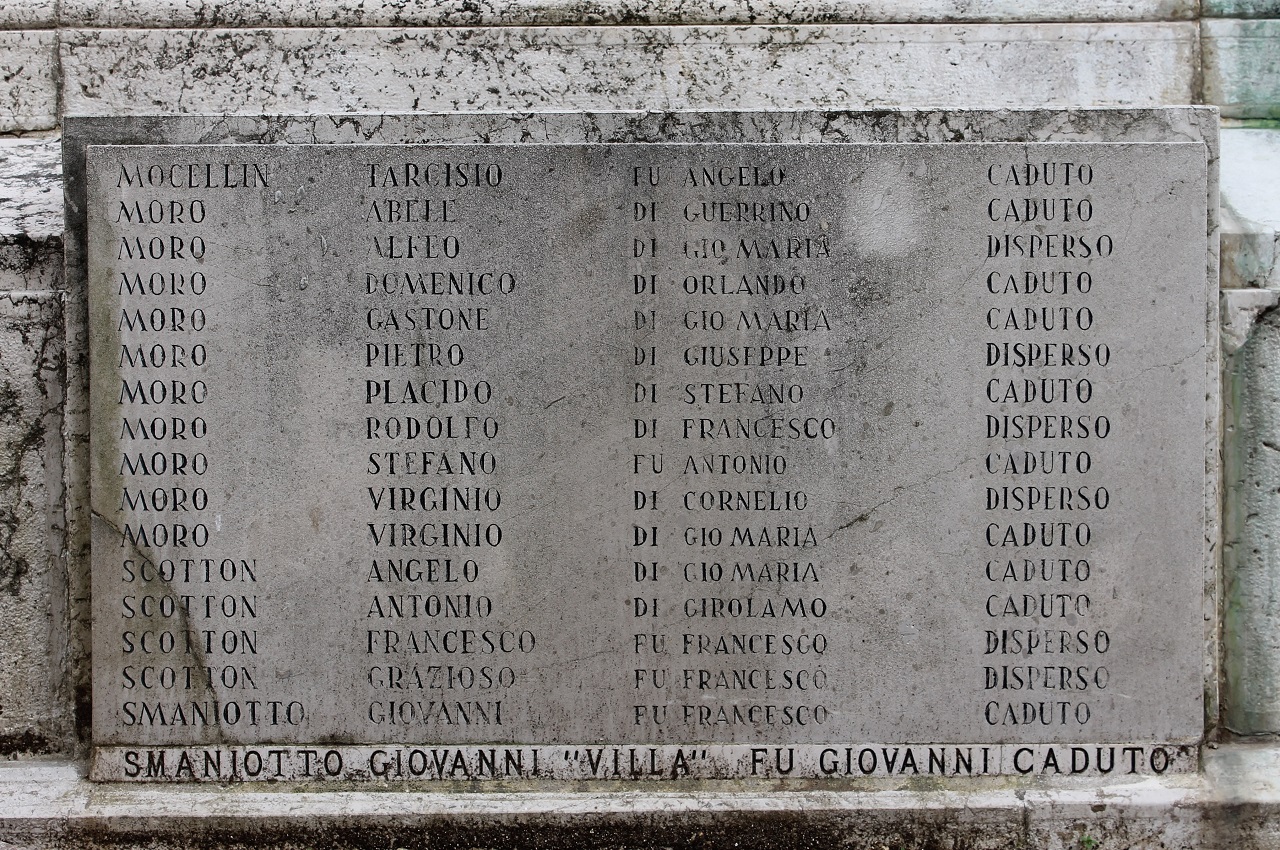 MOCELLIN TARCISIO FU ANGELO CADUTO
MORO ABELE DI GUERRINO CADUTO
MORO ALFEO DI GIO MARIA DISPERSO
MORO DOMENICO DI ORLANDO CADUTO
MORO GASTONE DI GIO MARIA CADUTO
MORO PIETRO DI GIUSEPPE DISPERSO
MORO PLACIDO DI STEFANO CADUTO
MORO RODOLFO DI FRANCESCO DISPERSO
MORO STEFANO FU ANTONIO CADUTO
MORO VIRGINIO DI CORNELIO DISPERSO
MORO VIRGINIO DI GIO MARIA CADUTO
SCOTTON ANGELO DI GIO MARIA CADUTO
SCOTTON ANTONIO DI GIROLAMO CADUTO
SCOTTON FRANCESCO FU FRANCESCO DISPERSO
SCOTTON GRAZIOSO FU FRANCESCO DISPERSO
SMANIOTTO GIOVANNI FU FRANCESCO CADUTO
SMANIOTTO GIOVANNI "VILLA" FU GIOVANNI CADUTO